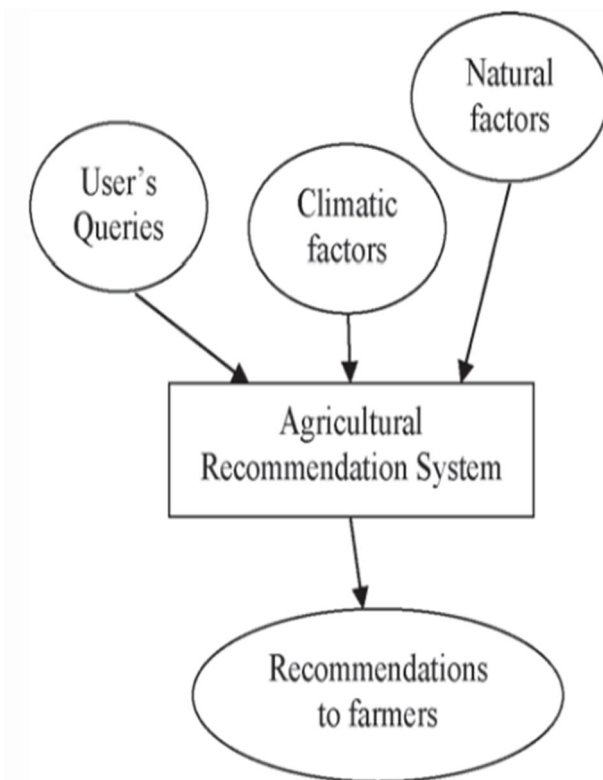 Natural
factors
User's
Queries
Climatic
factors
Agricultural
Recommendation System
Recommendations
to farmers